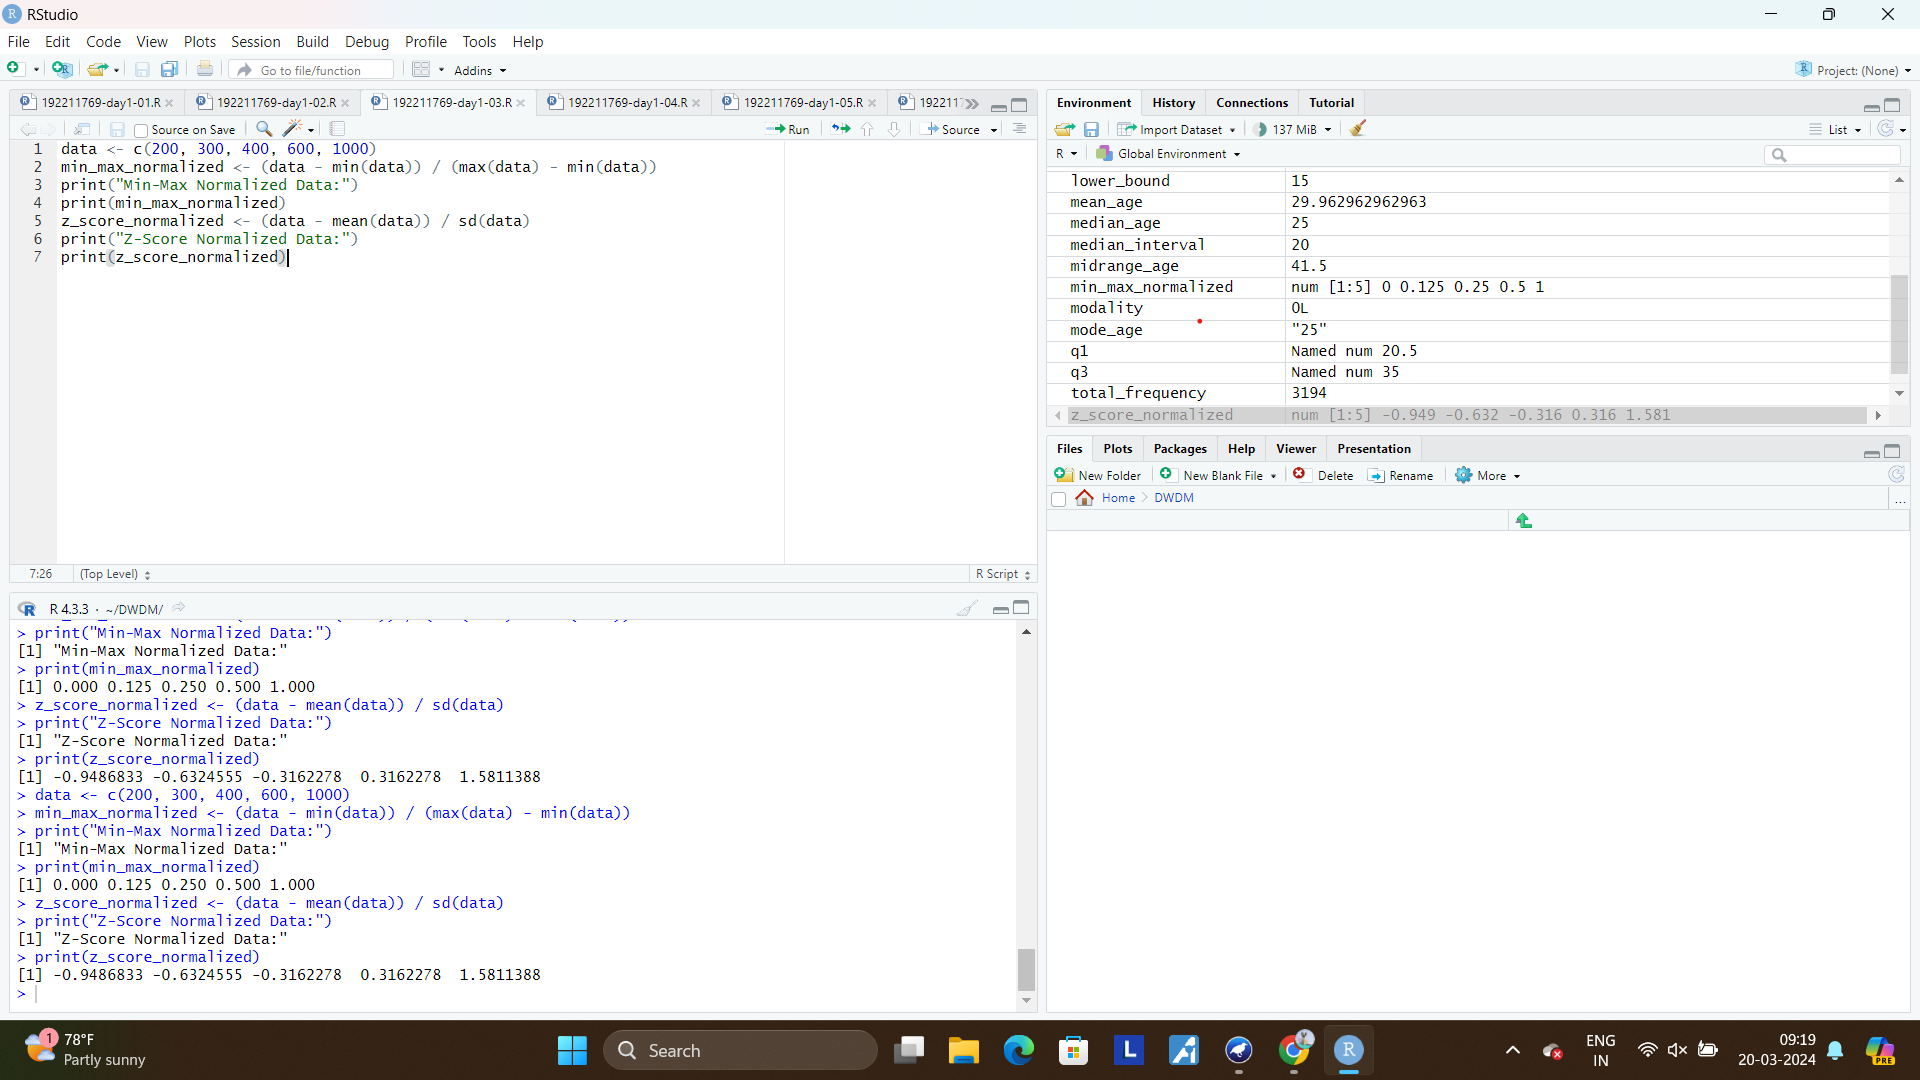 RStudio
File Edit Code View Plots Session Build Debug Profile Tools Help
Go to file/function Addins Project: (None)
192211769-day1-01.R 192211769-day1-02.R 192211769-day1-03.R 192211769-day1-04.R 192211769-day1-05.R 192211
Source on Save Run Source
1 data <- c(200, 300, 400, 600, 1000)
2 min_max_normalized <- (data - min(data)) / (max(data) - min(data))
3 print("Min-Max Normalized Data:")
4 print(min_max_normalized)
5 z_score_normalized <- (data - mean(data)) / sd(data)
6 print("Z-Score Normalized Data:")
7 print(z_score_normalized)
7:26 (Top Level) R Script
R 4.3.3 · ~/DWDM/
> print("Min-Max Normalized Data:")
[1] "Min-Max Normalized Data:"
> print(min_max_normalized)
[1] 0.000 0.125 0.250 0.500 1.000
> z_score_normalized <- (data - mean(data)) / sd(data)
> print("Z-Score Normalized Data:")
[1] "Z-Score Normalized Data:"
> print(z_score_normalized)
[1] -0.9486833 -0.6324555 -0.3162278  0.3162278  1.5811388
> data <- c(200, 300, 400, 600, 1000)
> min_max_normalized <- (data - min(data)) / (max(data) - min(data))
> print("Min-Max Normalized Data:")
[1] "Min-Max Normalized Data:"
> print(min_max_normalized)
[1] 0.000 0.125 0.250 0.500 1.000
> z_score_normalized <- (data - mean(data)) / sd(data)
> print("Z-Score Normalized Data:")
[1] "Z-Score Normalized Data:"
> print(z_score_normalized)
[1] -0.9486833 -0.6324555 -0.3162278  0.3162278  1.5811388
>
Environment History Connections Tutorial
Import Dataset 137 MiB List
R Global Environment
lower_bound 15
mean_age 29.962962962963
median_age 25
median_interval 20
midrange_age 41.5
min_max_normalized num [1:5] 0 0.125 0.25 0.5 1
modality 0L
mode_age "25"
q1 Named num 20.5
q3 Named num 35
total_frequency 3194
z_score_normalized num [1:5] -0.949 -0.632 -0.316 0.316 1.581
Files Plots Packages Help Viewer Presentation
New Folder New Blank File Delete Rename More
Home DWDM ...
1 78°F
Partly sunny
Search
L
R
ENG
IN
09:19
20-03-2024
PRE